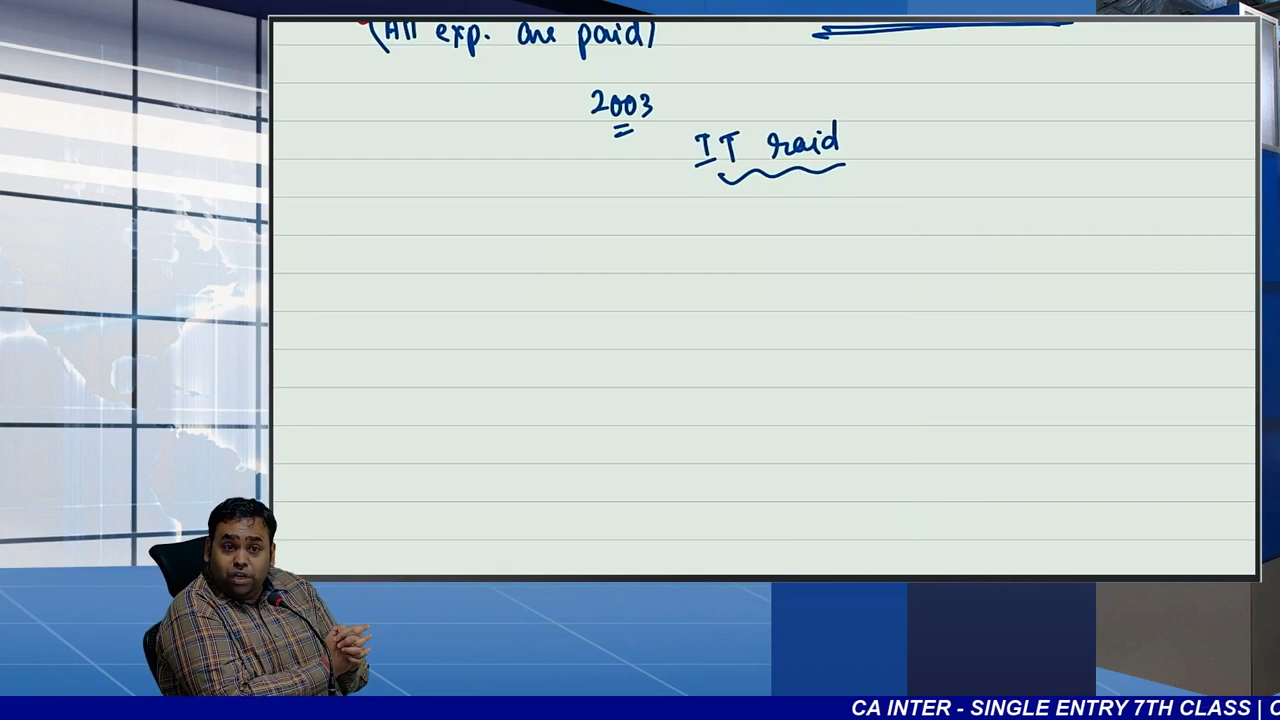 (All exp. are paid)
2003
IT raid
CA INTER - SINGLE ENTRY 7TH CLASS |